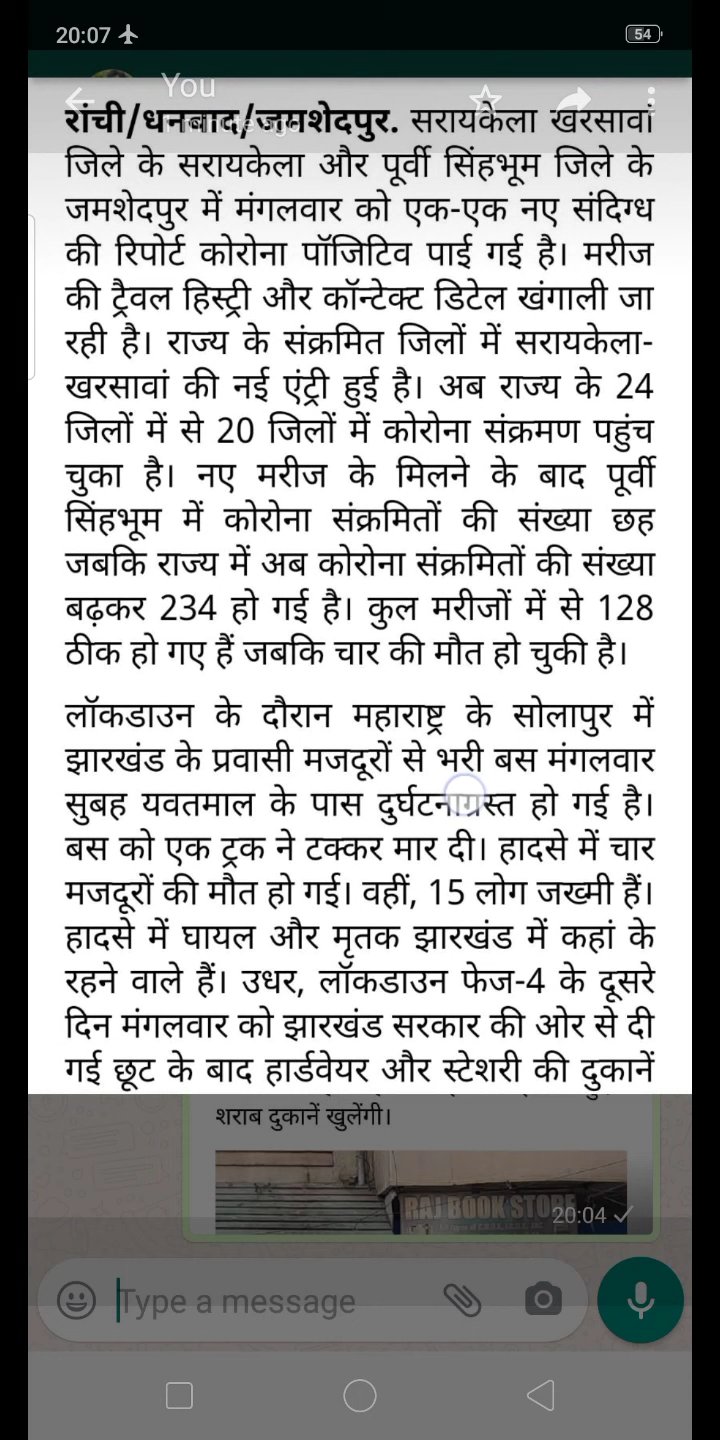 20:07
54
You
1 minute ago
रांची/धनबाद/जमशेदपुर. सरायकेला खरसावां
जिले के सरायकेला और पूर्वी सिंहभूम जिले के
जमशेदपुर में मंगलवार को एक-एक नए संदिग्ध
की रिपोर्ट कोरोना पॉजिटिव पाई गई है। मरीज
की ट्रैवल हिस्ट्री और कॉन्टेक्ट डिटेल खंगाली जा
रही है। राज्य के संक्रमित जिलों में सरायकेला-
खरसावां की नई एंट्री हुई है। अब राज्य के 24
जिलों में से 20 जिलों में कोरोना संक्रमण पहुंच
चुका है। नए मरीज के मिलने के बाद पूर्वी
सिंहभूम में कोरोना संक्रमितों की संख्या छह
जबकि राज्य में अब कोरोना संक्रमितों की संख्या
बढ़कर 234 हो गई है। कुल मरीजों में से 128
ठीक हो गए हैं जबकि चार की मौत हो चुकी है।
लॉकडाउन के दौरान महाराष्ट्र के सोलापुर में
झारखंड के प्रवासी मजदूरों से भरी बस मंगलवार
सुबह यवतमाल के पास दुर्घटनाग्रस्त हो गई है।
बस को एक ट्रक ने टक्कर मार दी। हादसे में चार
मजदूरों की मौत हो गई। वहीं, 15 लोग जख्मी हैं।
हादसे में घायल और मृतक झारखंड में कहां के
रहने वाले हैं। उधर, लॉकडाउन फेज-4 के दूसरे
दिन मंगलवार को झारखंड सरकार की ओर से दी
गई छूट के बाद हार्डवेयर और स्टेशरी की दुकानें
शराब दुकानें खुलेंगी।
RAJ BOOK STORE
20:04
Type a message